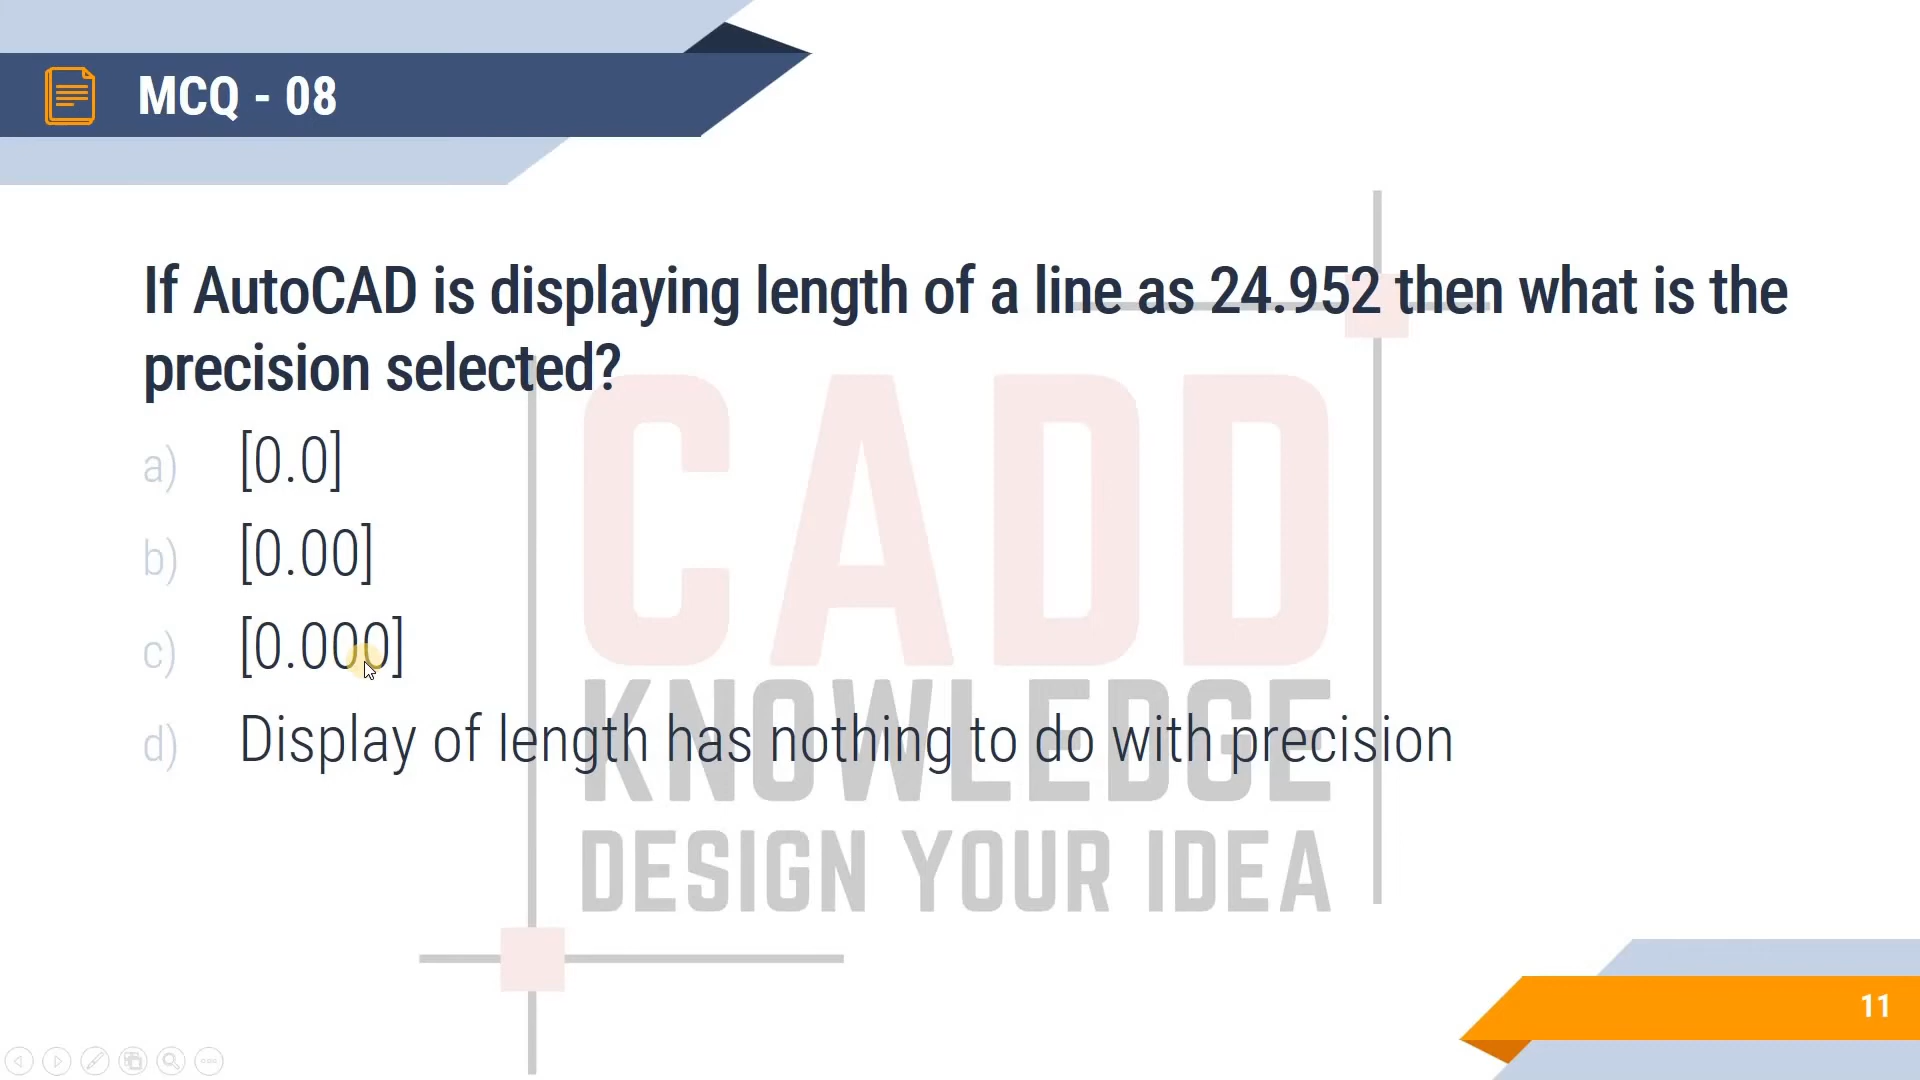 MCQ - 08
If AutoCAD is displaying length of a line as 24.952 then what is the
precision selected?
a) [0.0]
b) [0.00]
c) [0.000]
d) Display of length has nothing to do with precision
CADD
KNOWLEDGE
DESIGN YOUR IDEA
11